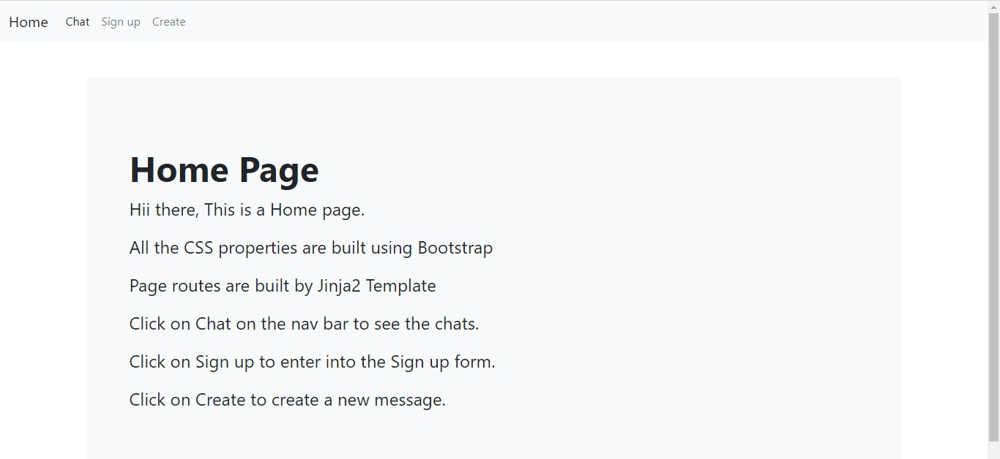 Home Chat Sign up Create
Home Page
Hii there, This is a Home page.
All the CSS properties are built using Bootstrap
Page routes are built by Jinja2 Template
Click on Chat on the nav bar to see the chats.
Click on Sign up to enter into the Sign up form.
Click on Create to create a new message.